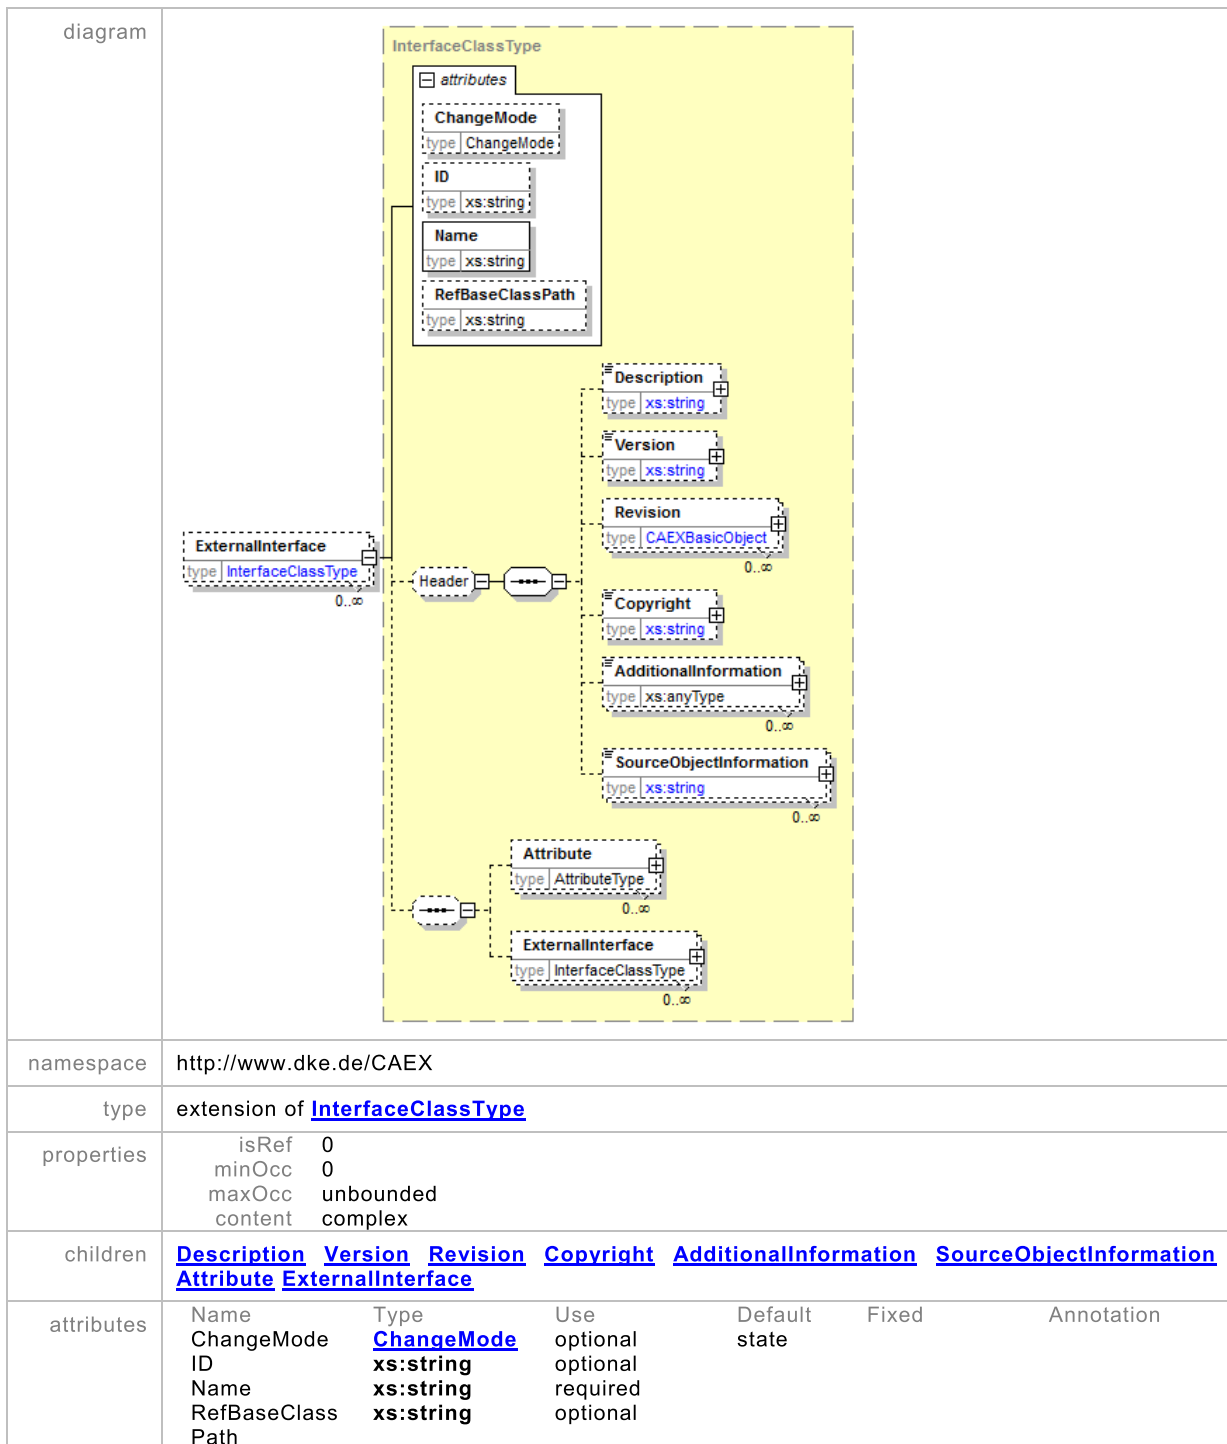 diagram
InterfaceClassType
attributes
ChangeMode
type ChangeMode
ID
type xs:string
Name
type xs:string
RefBaseClassPath
type xs:string
Description
type xs:string
Version
type xs:string
Revision
type CAEXBasicObject
0..∞
ExternalInterface
type InterfaceClassType
0..∞
Header
Copyright
type xs:string
AdditionalInformation
type xs:anyType
0..∞
SourceObjectInformation
type xs:string
0..∞
Attribute
type AttributeType
0..∞
ExternalInterface
type InterfaceClassType
0..∞
namespace http://www.dke.de/CAEX
type extension of InterfaceClassType
properties
isRef 0
minOcc 0
maxOcc unbounded
content complex
children Description Version Revision Copyright AdditionalInformation SourceObjectInformation
Attribute ExternalInterface
attributes
Name Type Use Default Fixed Annotation
ChangeMode ChangeMode optional state
ID xs:string optional
Name xs:string required
RefBaseClass xs:string optional
Path